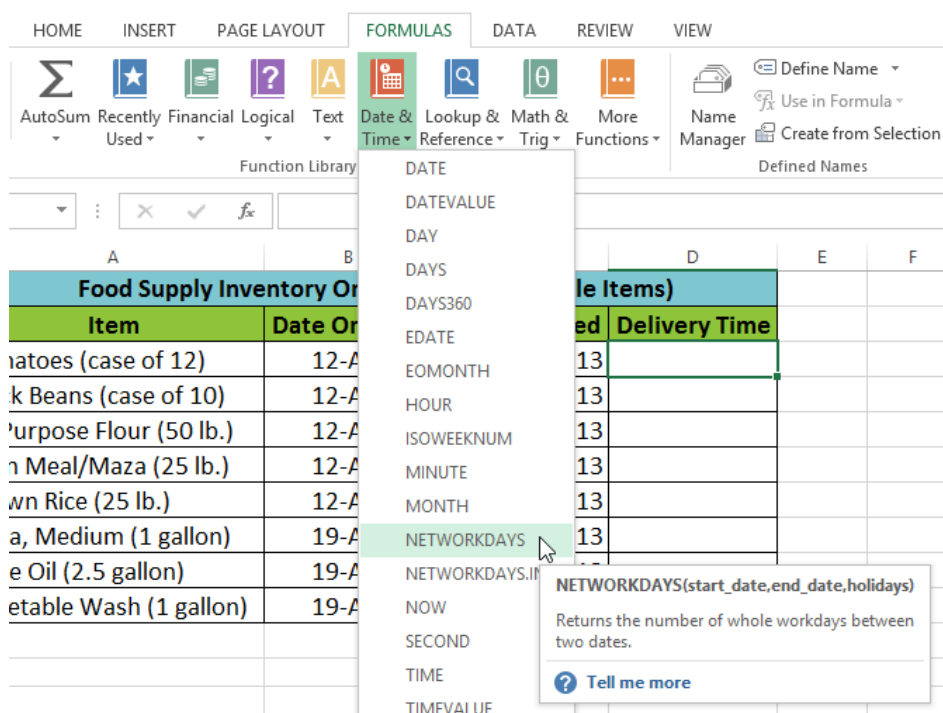 HOME INSERT PAGE LAYOUT FORMULAS DATA REVIEW VIEW
AutoSum Recently Used Financial Logical Text Date & Time Lookup & Reference Math & Trig More Functions Name Manager
Define Name
Use in Formula
Create from Selection
Function Library Defined Names
fx
A B D E F
Food Supply Inventory Or le Items)
Item Date Or ed Delivery Time
natoes (case of 12) 12-A 13
k Beans (case of 10) 12-A 13
Purpose Flour (50 lb.) 12-A 13
n Meal/Maza (25 lb.) 12-A 13
wn Rice (25 lb.) 12-A 13
a, Medium (1 gallon) 19-A 13
e Oil (2.5 gallon) 19-A
etable Wash (1 gallon) 19-A
DATE
DATEVALUE
DAY
DAYS
DAYS360
EDATE
EOMONTH
HOUR
ISOWEEKNUM
MINUTE
MONTH
NETWORKDAYS
NETWORKDAYS.IN
NOW
SECOND
TIME
TIMEVALUE
NETWORKDAYS(start_date,end_date,holidays)
Returns the number of whole workdays between
two dates.
Tell me more